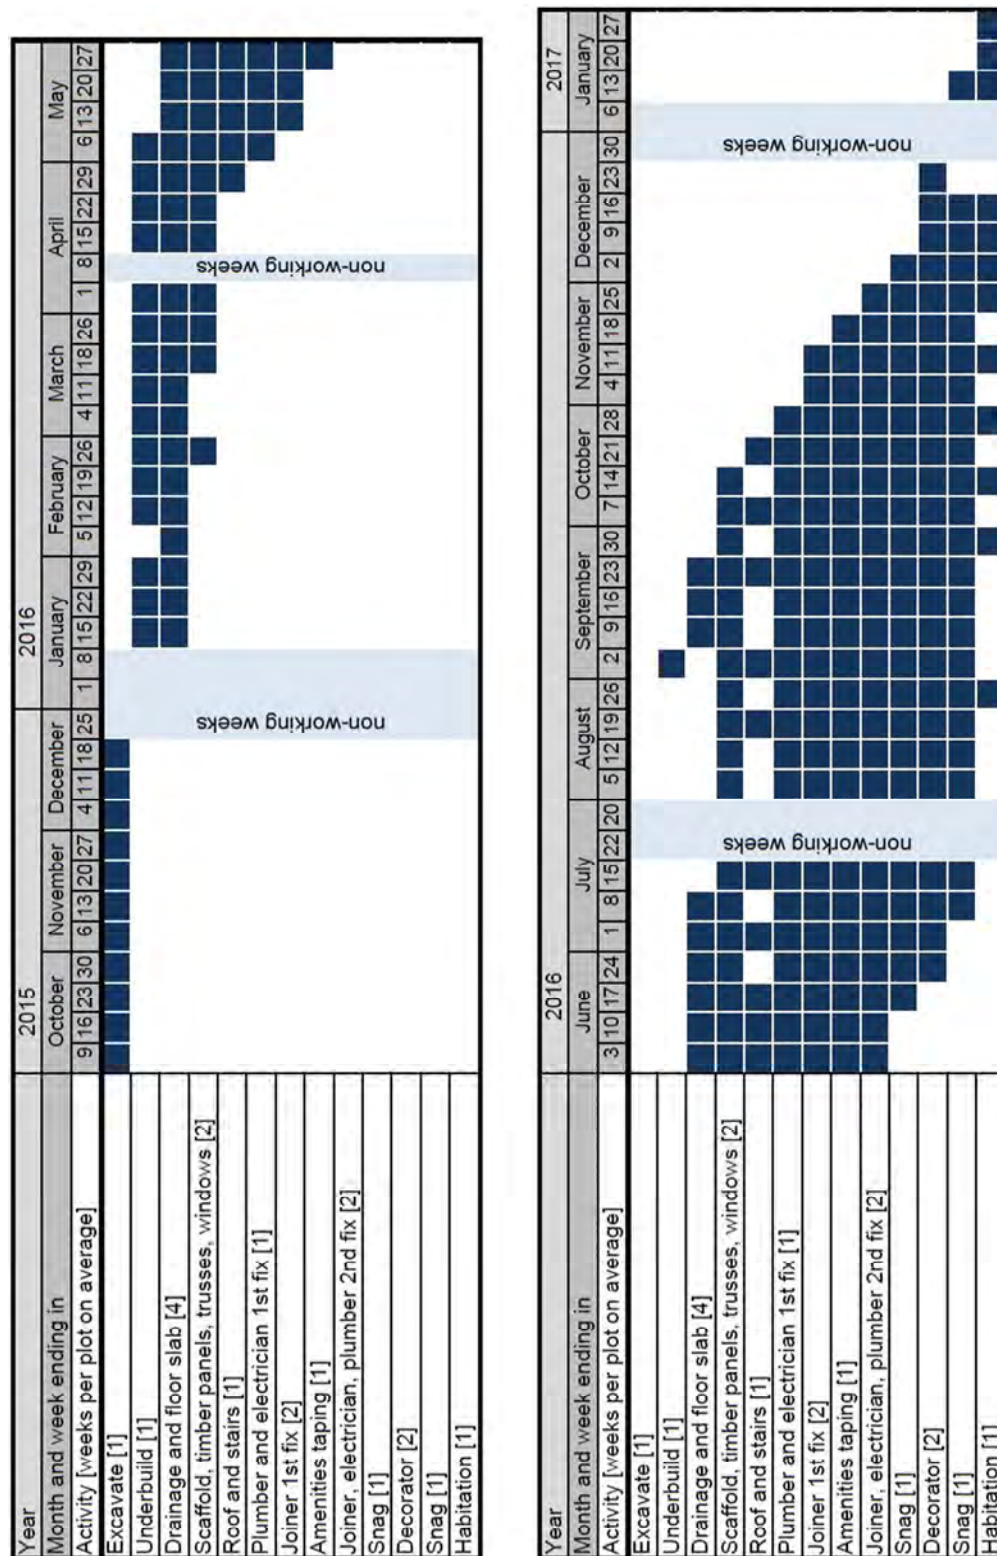 Year 2015 2016
Month and week ending in October November December January February March April May
Activity [weeks per plot on average] 9 16 23 30 6 13 20 27 4 11 18 25 1 8 15 22 29 5 12 19 26 4 11 18 26 1 8 15 22 29 6 13 20 27
Excavate [1]
Underbuild [1]
Drainage and floor slab [4]
Scaffold, timber panels, trusses, windows [2]
Roof and stairs [1]
Plumber and electrician 1st fix [1]
Joiner 1st fix [2]
Amenities taping [1]
Joiner, electrician, plumber 2nd fix [2]
Snag [1]
Decorator [2]
Snag [1]
Habitation [1]
non-working weeks
non-working weeks
Year 2016 2017
Month and week ending in June July August September October November December January
Activity [weeks per plot on average] 3 10 17 24 1 8 15 22 20 5 12 19 26 2 9 16 23 30 7 14 21 28 4 11 18 25 2 9 16 23 30 6 13 20 27
Excavate [1]
Underbuild [1]
Drainage and floor slab [4]
Scaffold, timber panels, trusses, windows [2]
Roof and stairs [1]
Plumber and electrician 1st fix [1]
Joiner 1st fix [2]
Amenities taping [1]
Joiner, electrician, plumber 2nd fix [2]
Snag [1]
Decorator [2]
Snag [1]
Habitation [1]
non-working weeks
non-working weeks